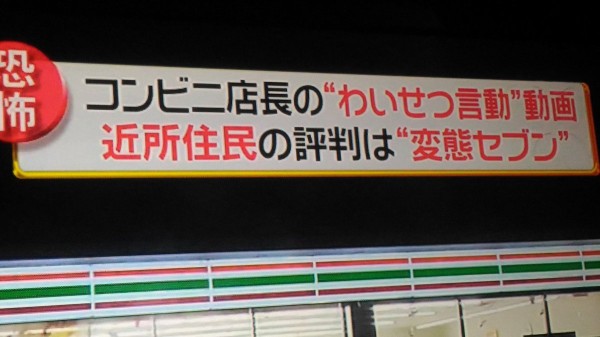 恐怖
コンビニ店長の“わいせつ言動”動画
近所住民の評判は“変態セブン”